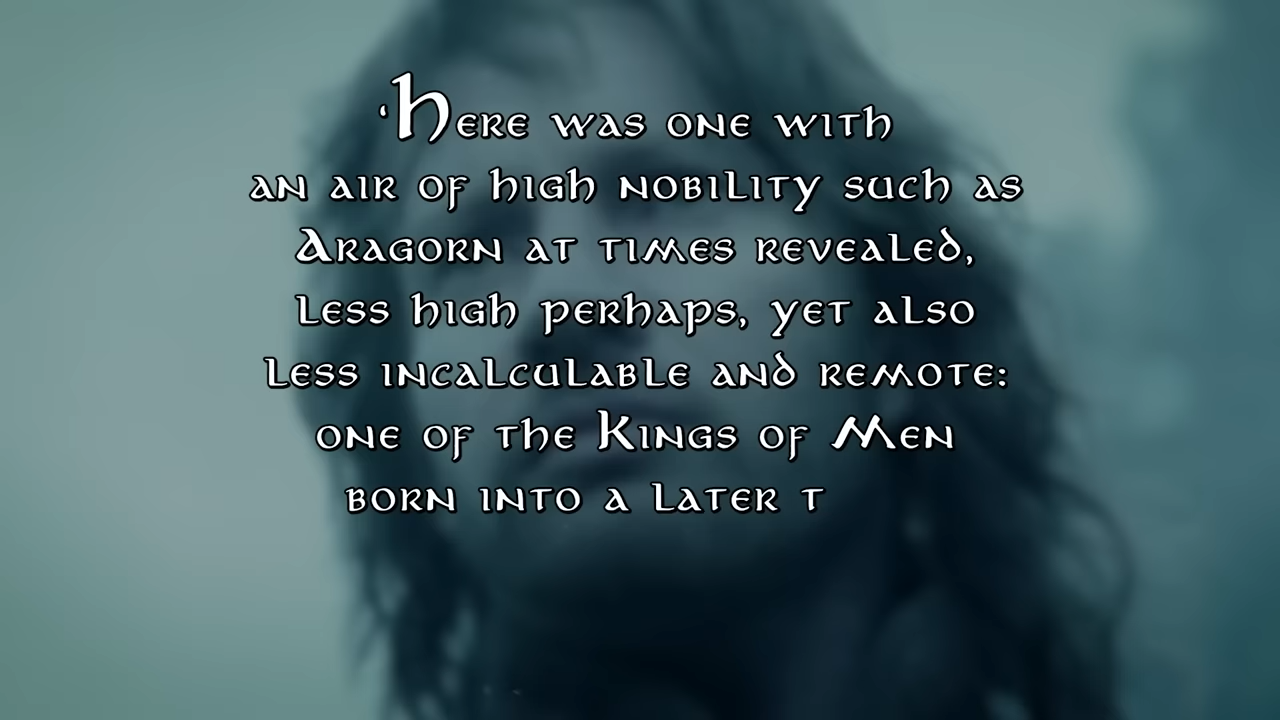 ‘Here was one with
an air of high nobility such as
Aragorn at times revealed,
less high perhaps, yet also
less incalculable and remote:
one of the Kings of Men
born into a later t